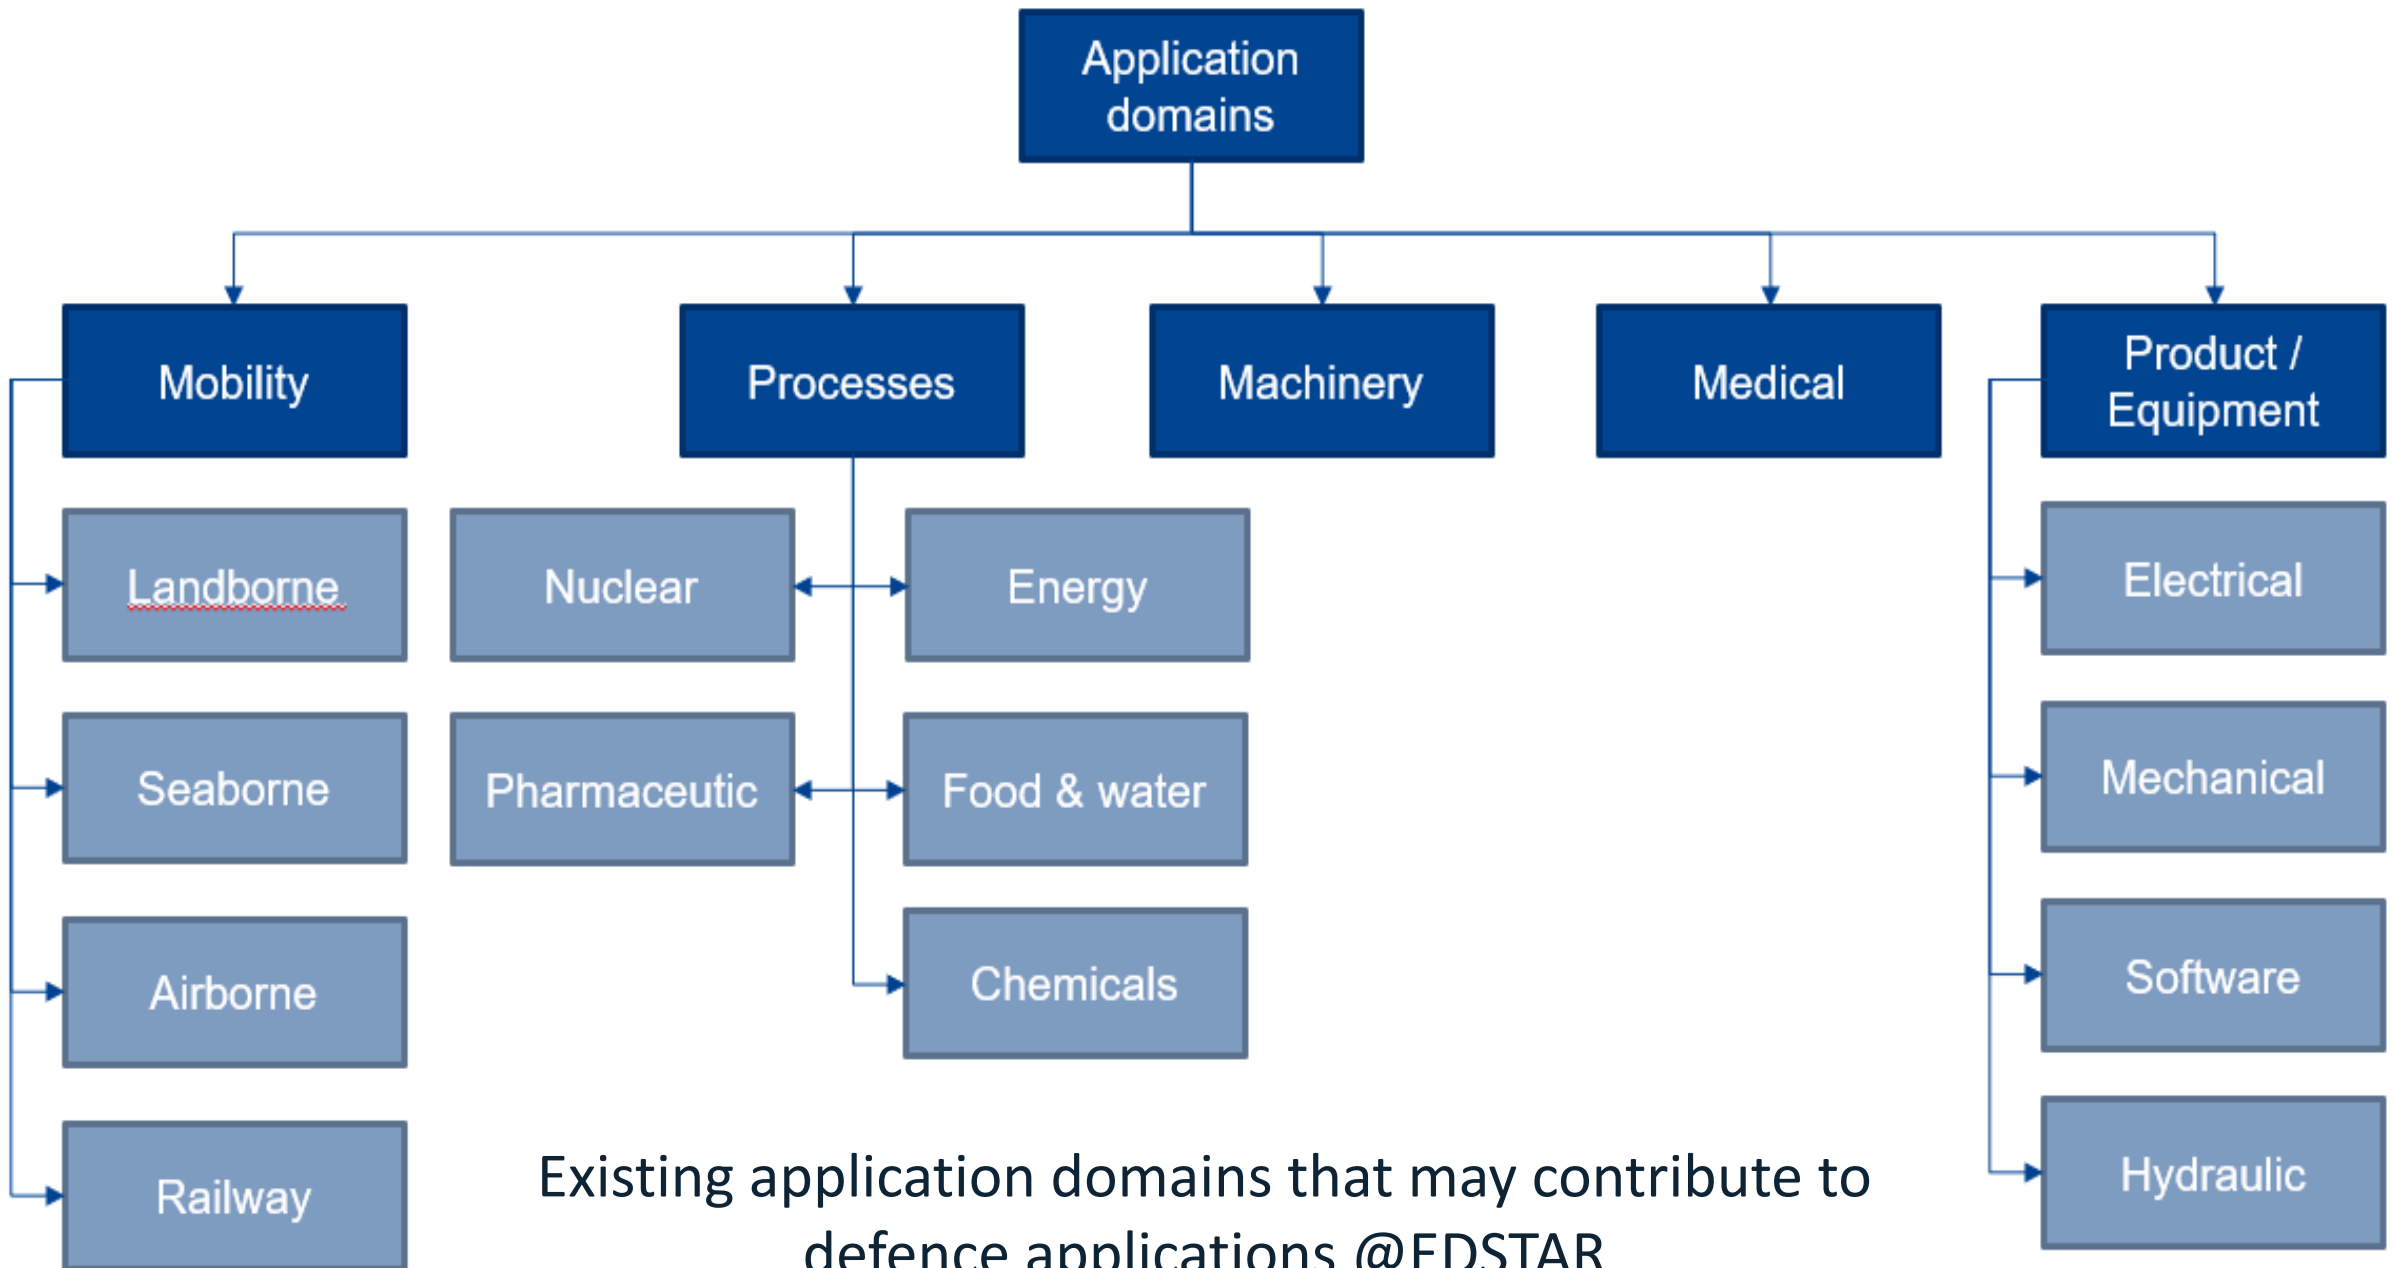 Application
domains
Mobility
Processes
Machinery
Medical
Product /
Equipment
Landborne
Nuclear
Energy
Electrical
Seaborne
Pharmaceutic
Food & water
Mechanical
Airborne
Chemicals
Software
Railway
Hydraulic
Existing application domains that may contribute to
defence applications @EDSTAR